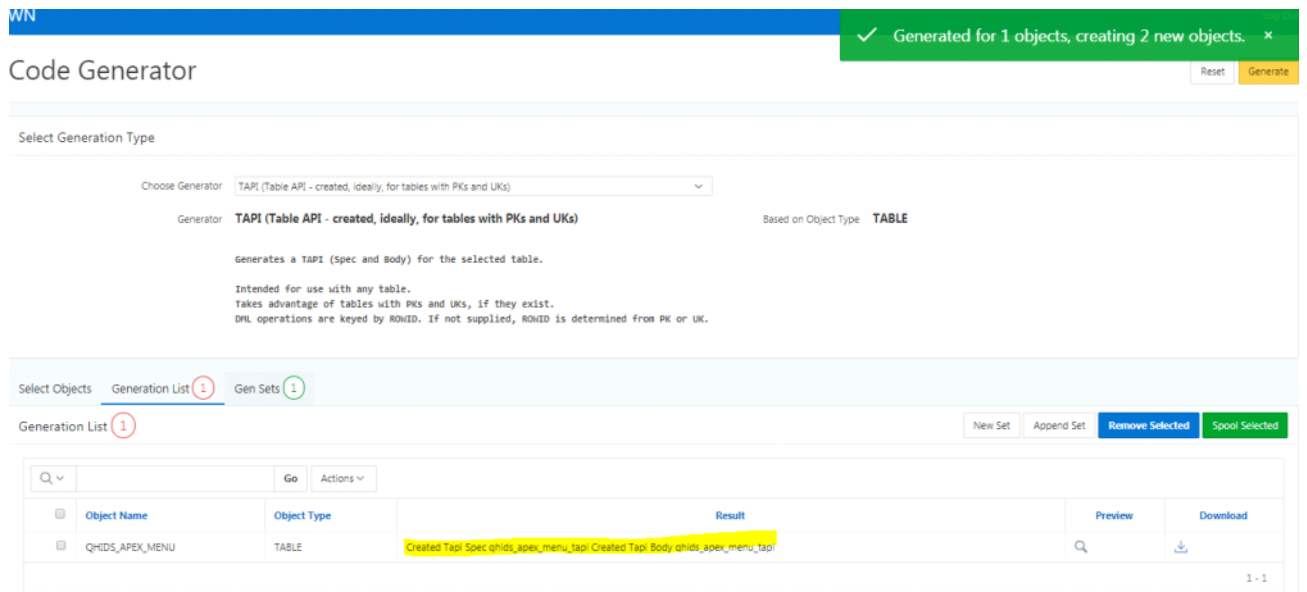 WN
Log Out
✓ Generated for 1 objects, creating 2 new objects. ×
Code Generator
Reset Generate
Select Generation Type
Choose Generator TAPI (Table API - created, ideally, for tables with PKs and UKs)
Generator TAPI (Table API - created, ideally, for tables with PKs and UKs) Based on Object Type TABLE
Generates a TAPI (Spec and Body) for the selected table.
Intended for use with any table.
Takes advantage of tables with PKs and UKs, if they exist.
DML operations are keyed by ROWID. If not supplied, ROWID is determined from PK or UK.
Select Objects Generation List 1 Gen Sets 1
Generation List 1 New Set Append Set Remove Selected Spool Selected
Go Actions
Object Name Object Type Result Preview Download
QHIDS_APEX_MENU TABLE Created Tapi Spec qhids_apex_menu_tapi Created Tapi Body qhids_apex_menu_tapi
1 - 1